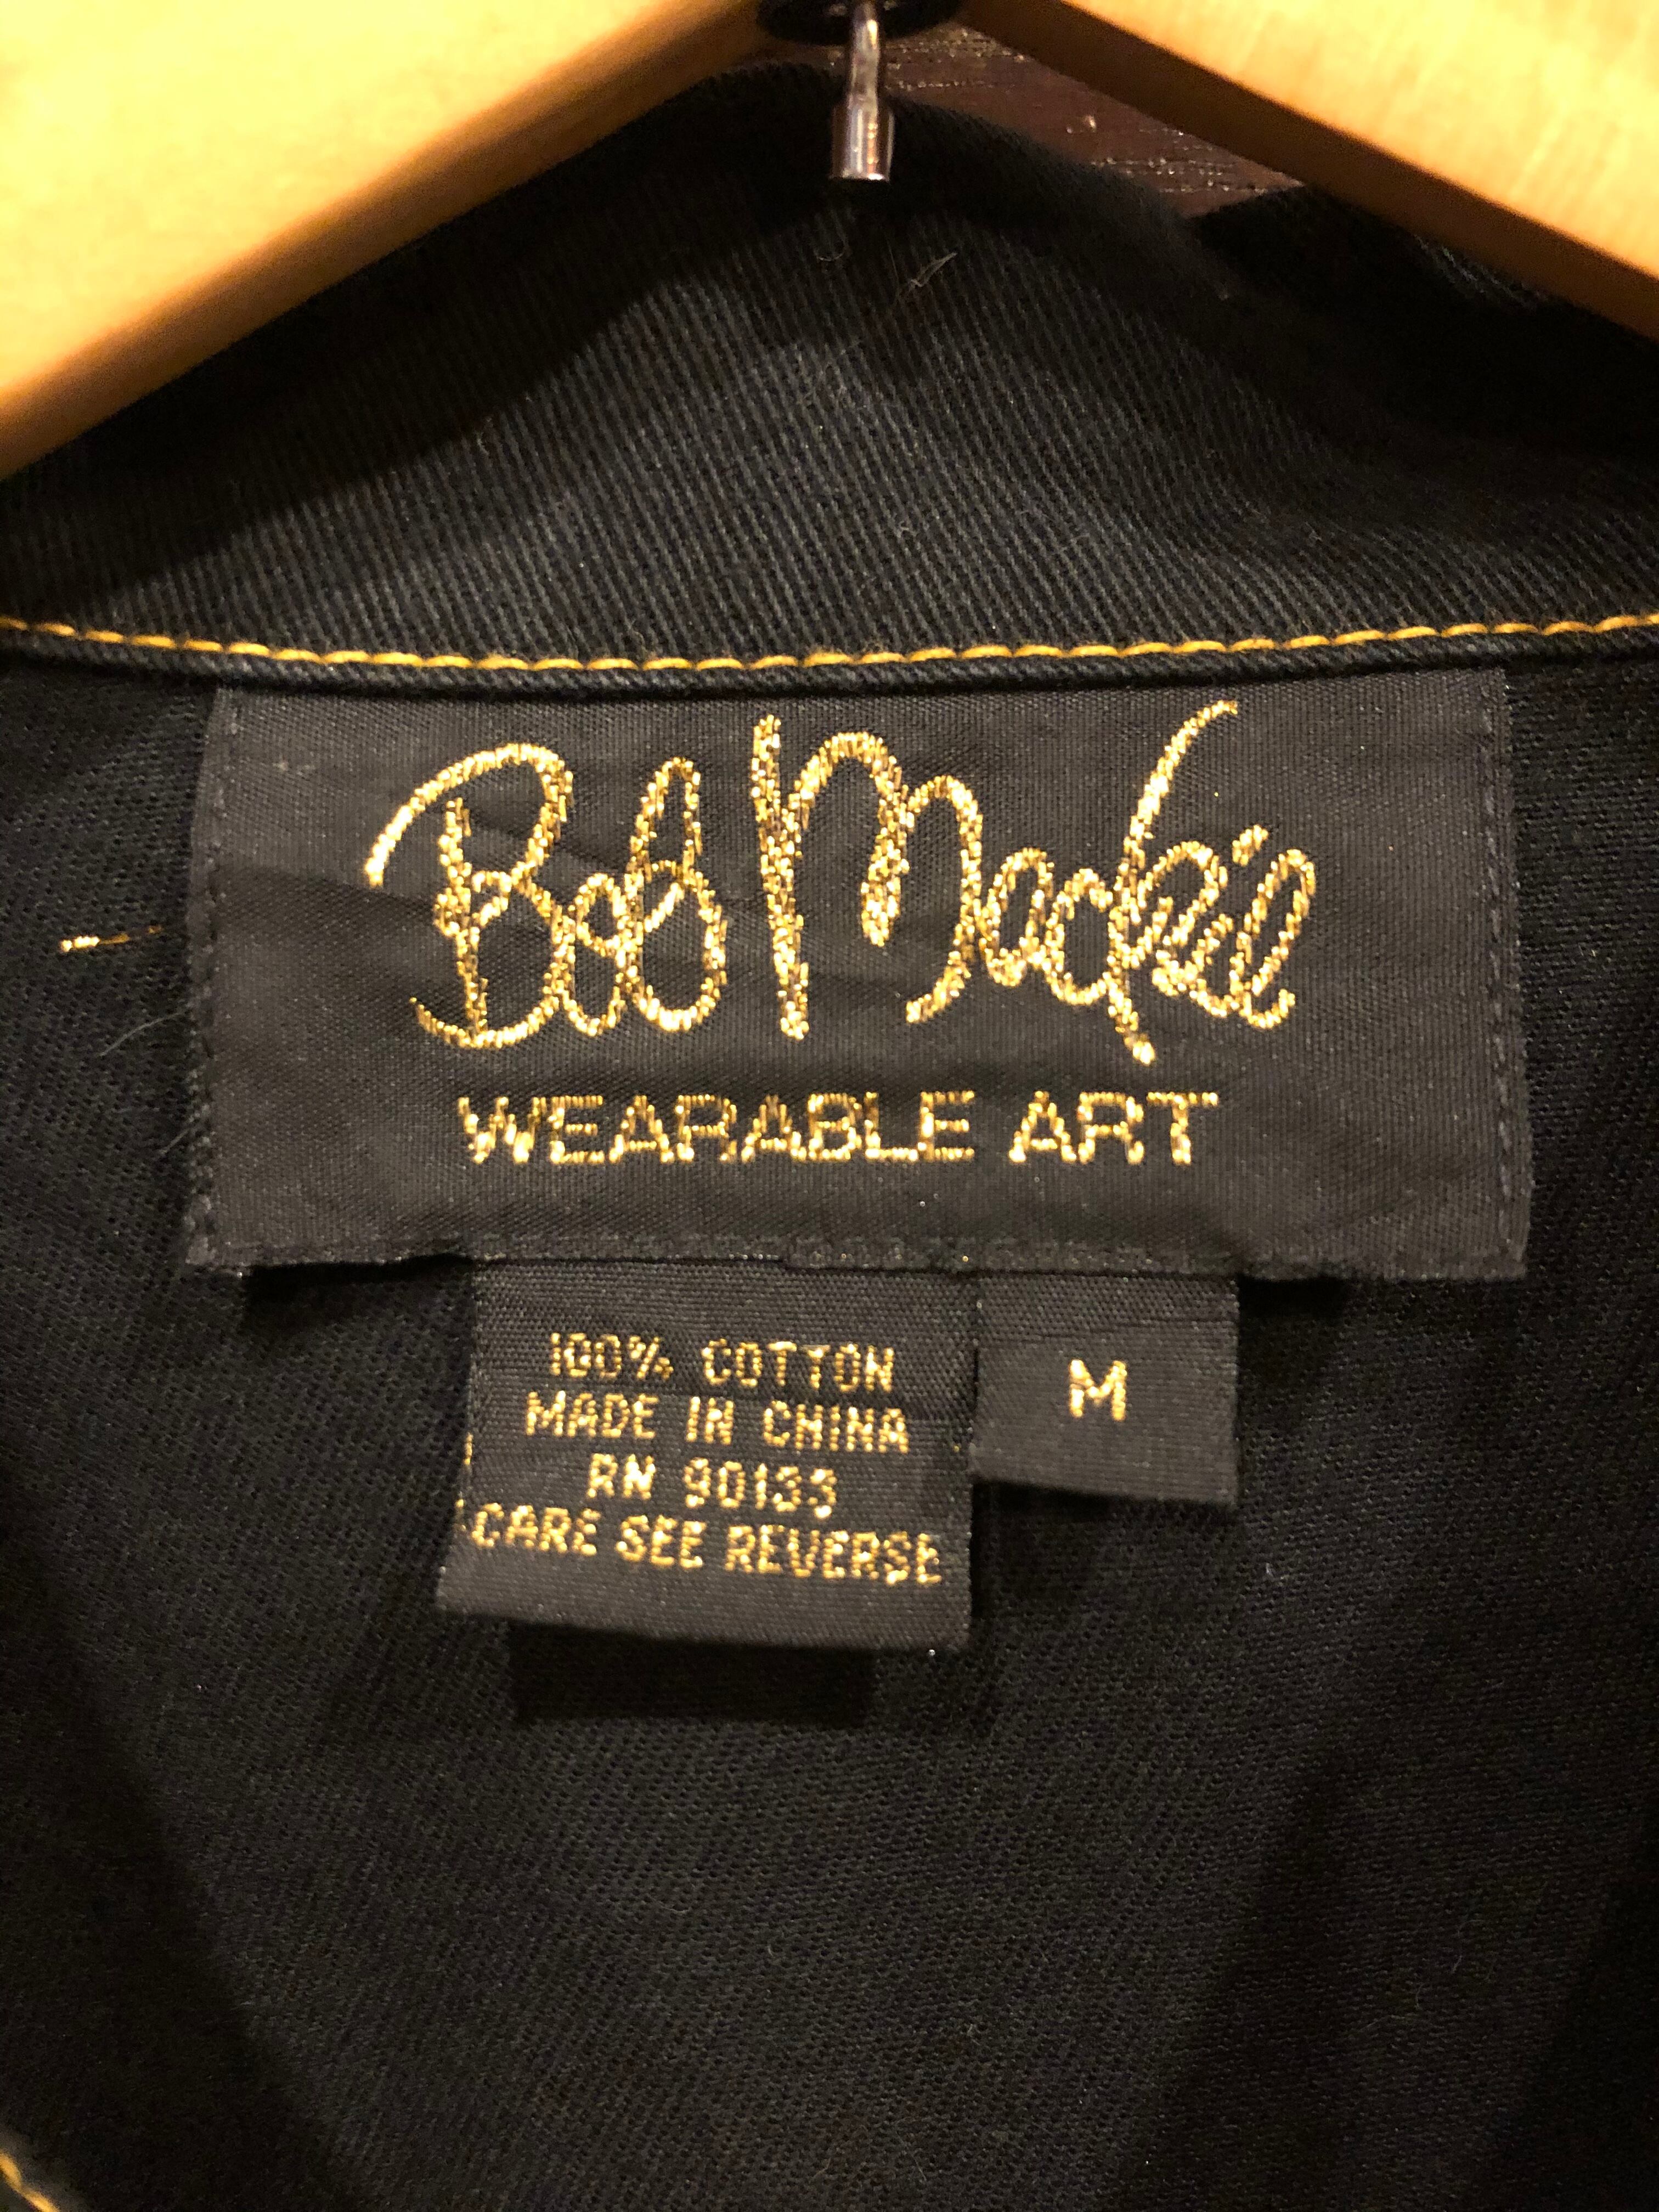 Bob Mackie
WEARABLE ART
100% COTTON
MADE IN CHINA
RN 90133
CARE SEE REVERSE
M